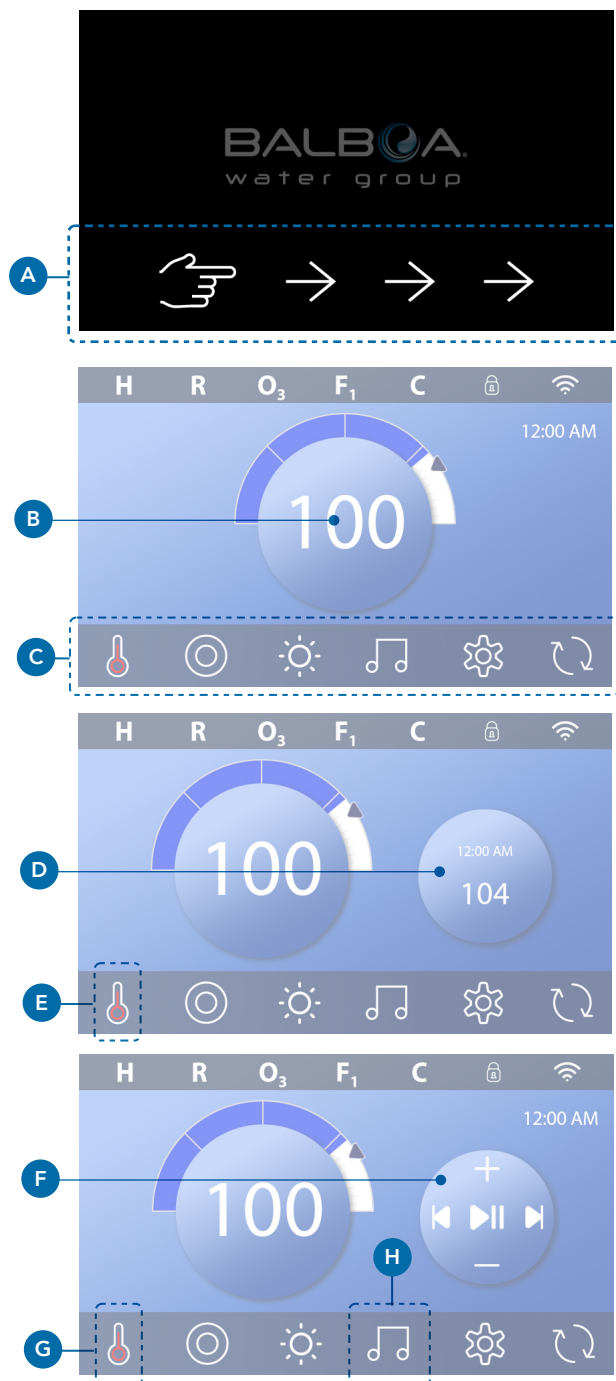 BALBOA.
water group
A
H R O₃ F₁ C
12:00 AM
B
100
C
H R O₃ F₁ C
D
100
12:00 AM
104
E
H R O₃ F₁ C
12:00 AM
F
100
H
G